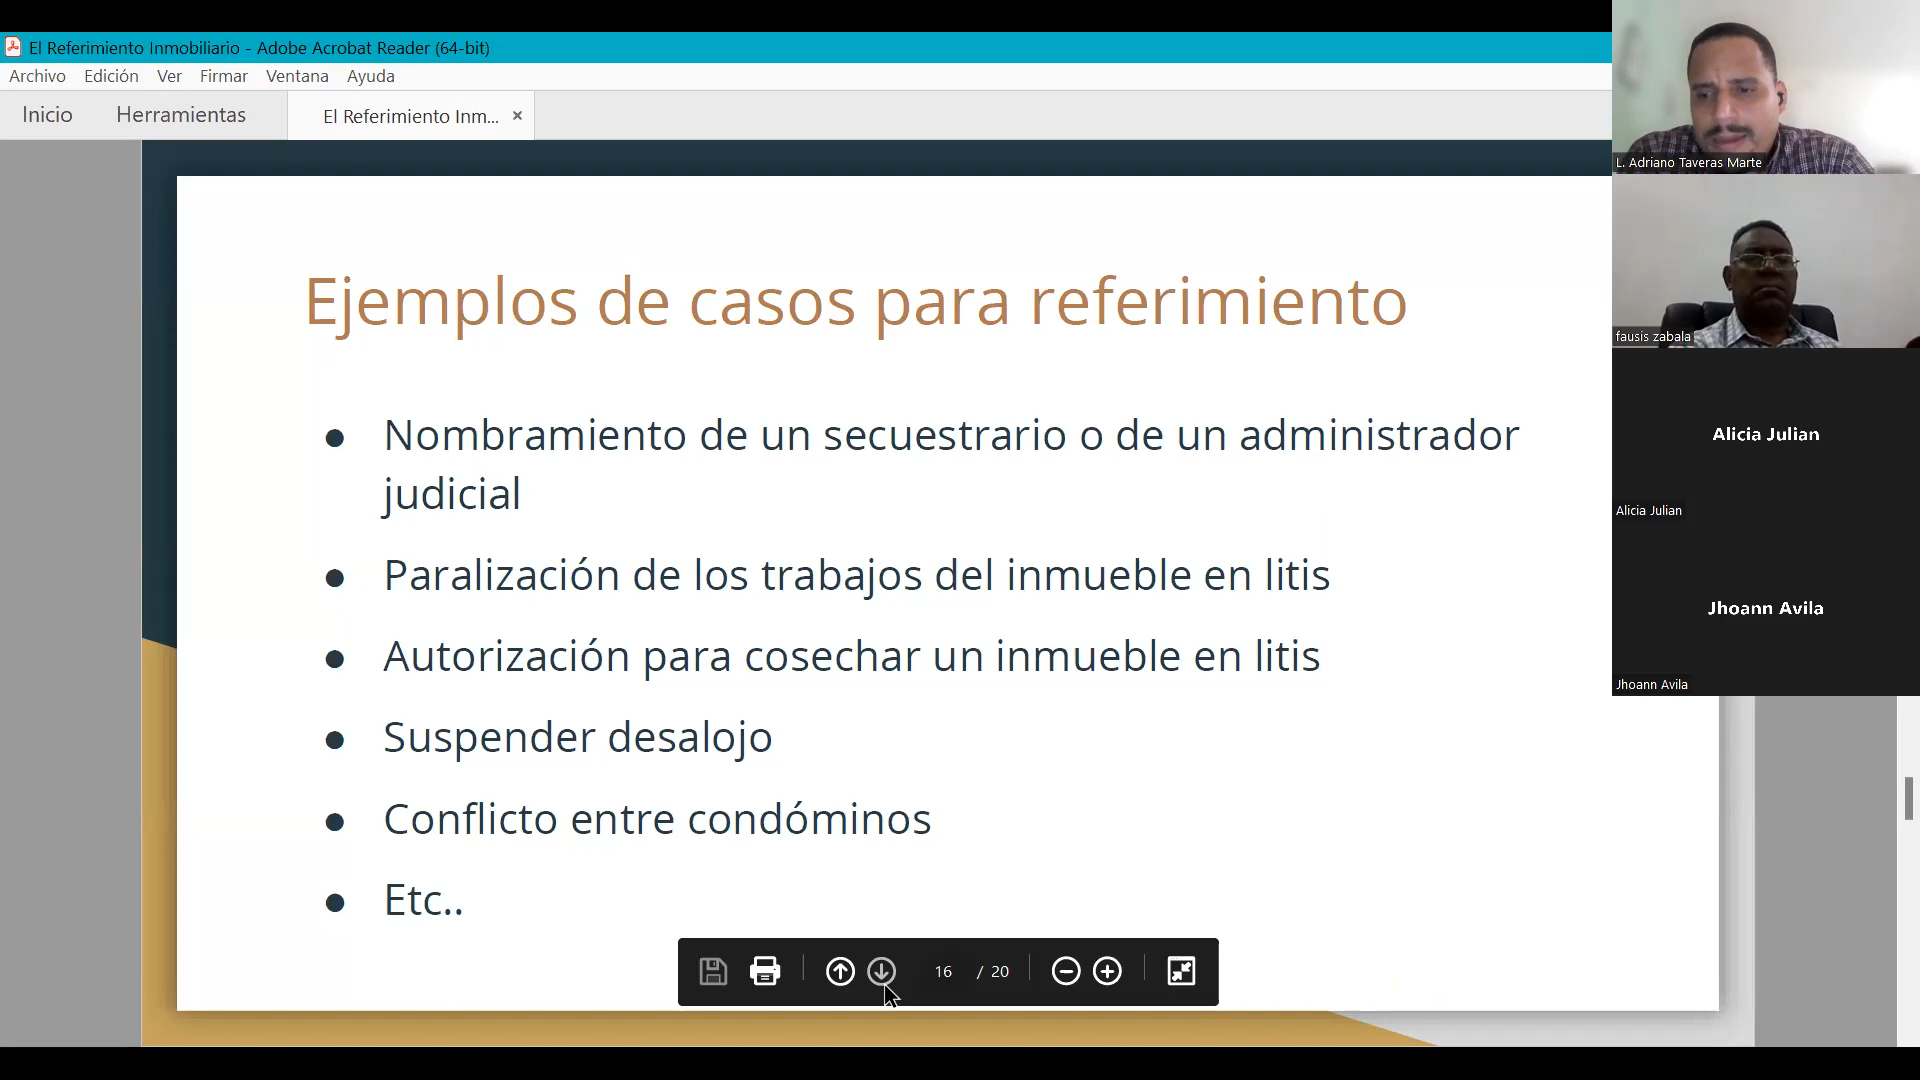 El Referimiento Inmobiliario - Adobe Acrobat Reader (64-bit)
Archivo Edición Ver Firmar Ventana Ayuda
Inicio Herramientas El Referimiento Inm... ×
Ejemplos de casos para referimiento
● Nombramiento de un secuestrario o de un administrador
judicial
● Paralización de los trabajos del inmueble en litis
● Autorización para cosechar un inmueble en litis
● Suspender desalojo
● Conflicto entre condóminos
● Etc..
16 / 20
L. Adriano Taveras Marte
fausis zabala
Alicia Julian
Alicia Julian
Jhoann Avila
Jhoann Avila